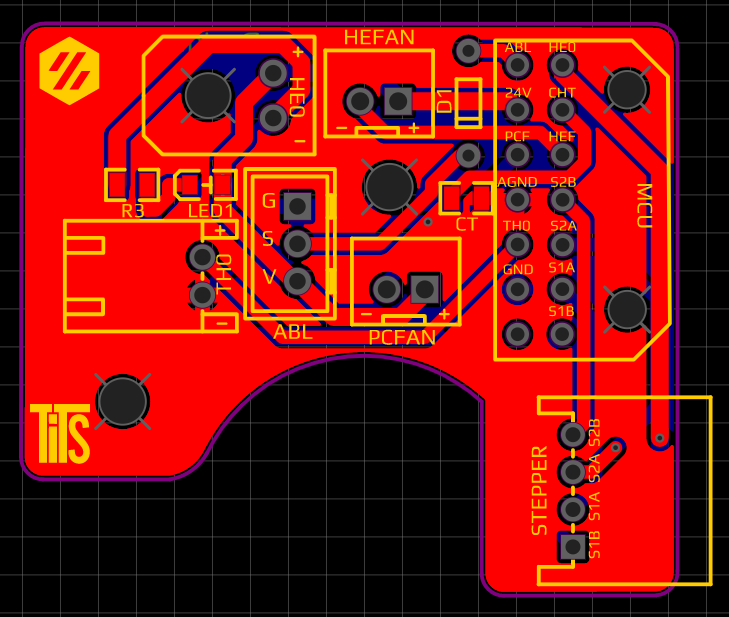 HEFAN
ABL HE0
+
HE0
-
D1
- +
24V CHT
PCF HEF
AGND S2B
R3 LED1
G
S
V
ABL
CT
MCU
TH0 S2A
GND S1A
S1B
+
TH0
-
- +
PCFAN
TITS
STEPPER
S2B
S2A
S1A
S1B